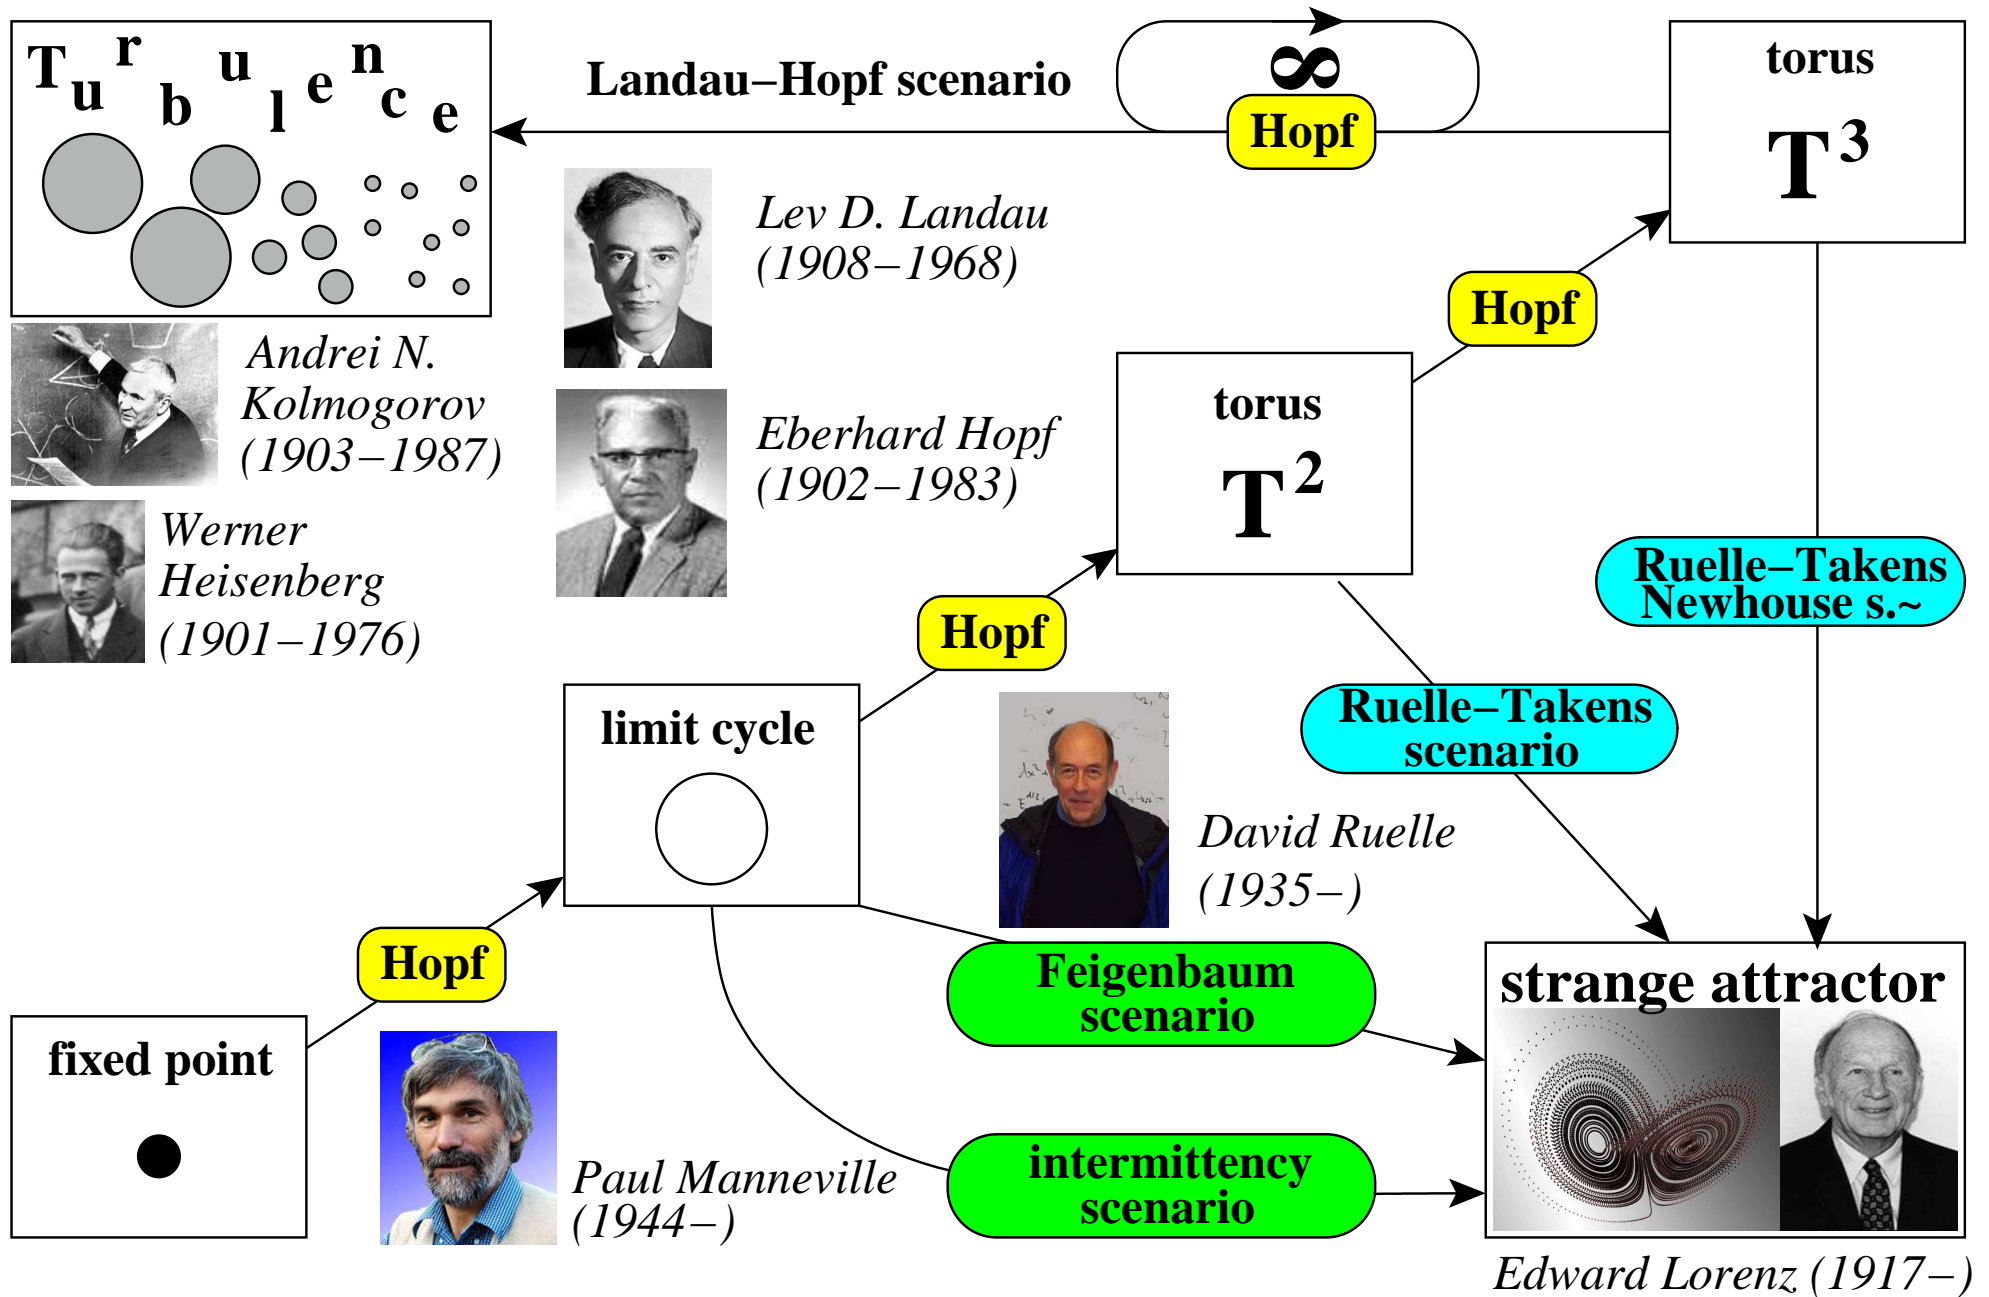 Turbulence
Landau–Hopf scenario
∞
Hopf
torus
T³
Lev D. Landau
(1908–1968)
Hopf
Andrei N.
Kolmogorov
(1903–1987)
torus
T²
Eberhard Hopf
(1902–1983)
Werner
Heisenberg
(1901–1976)
Ruelle–Takens
Newhouse s.~
Hopf
limit cycle
Ruelle–Takens
scenario
David Ruelle
(1935–)
Hopf
Feigenbaum
scenario
strange attractor
fixed point
Paul Manneville
(1944–)
intermittency
scenario
Edward Lorenz (1917–)